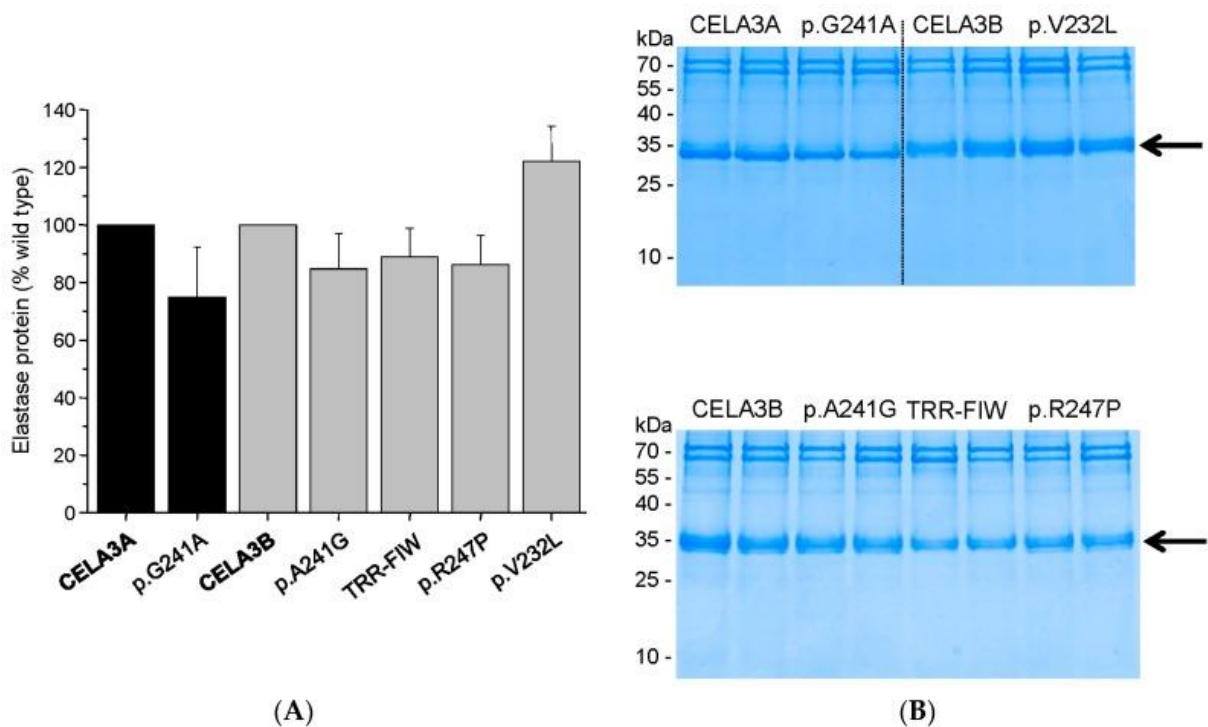 140
120
100
80
60
40
20
0
Elastase protein (% wild type)
CELA3A
p.G241A
CELA3B
p.A241G
TRR-FIW
p.R247P
p.V232L
(A)
CELA3A p.G241A CELA3B p.V232L
kDa
70 -
55 -
40 -
35 -
25 -
10 -
CELA3B p.A241G TRR-FIW p.R247P
kDa
70 -
55 -
40 -
35 -
25 -
10 -
(B)